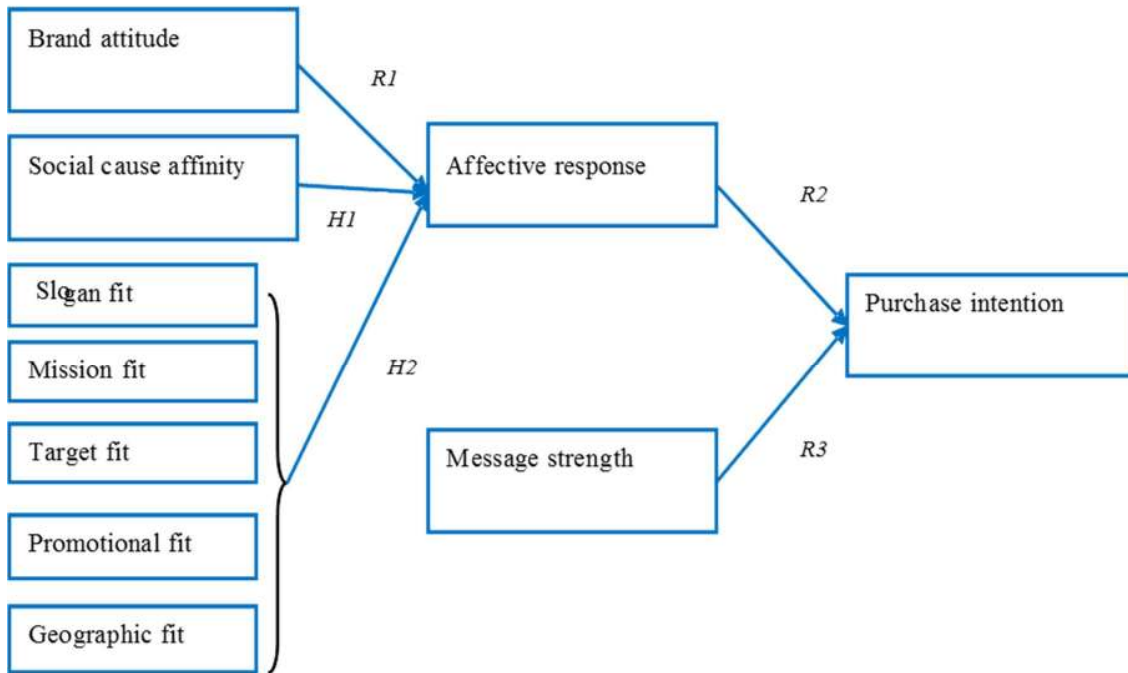 Brand attitude
R1
Social cause affinity
H1
Affective response
R2
Slogan fit
Purchase intention
Mission fit
H2
Target fit
Message strength
R3
Promotional fit
Geographic fit